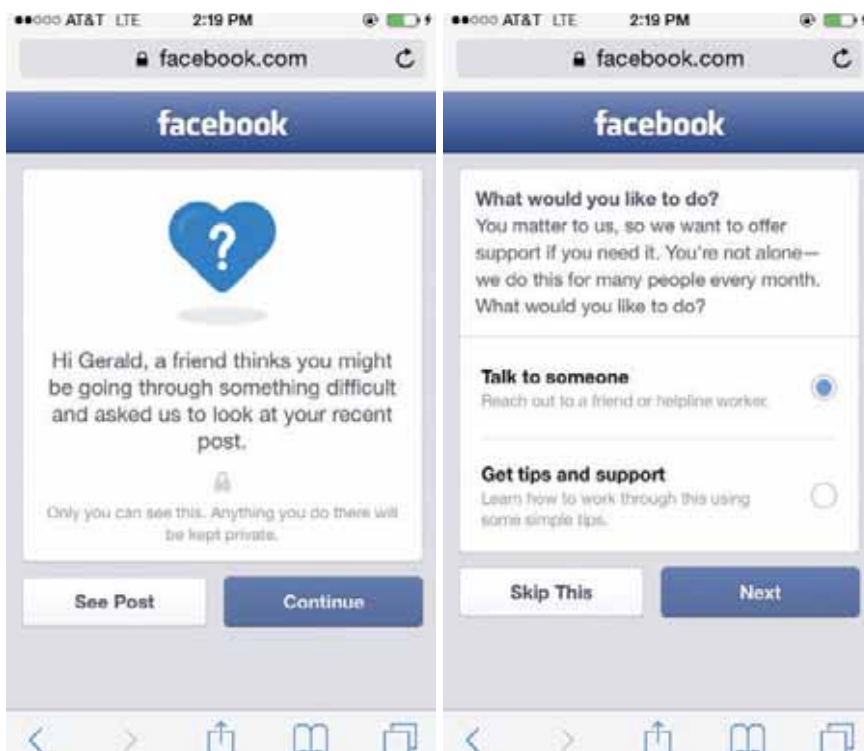 AT&T LTE 2:19 PM
facebook.com
facebook
?
Hi Gerald, a friend thinks you might
be going through something difficult
and asked us to look at your recent
post.
Only you can see this. Anything you do there will
be kept private.
See Post
Continue
AT&T LTE 2:19 PM
facebook.com
facebook
What would you like to do?
You matter to us, so we want to offer
support if you need it. You're not alone—
we do this for many people every month.
What would you like to do?
Talk to someone
Reach out to a friend or helpline worker.
Get tips and support
Learn how to work through this using
some simple tips.
Skip This
Next